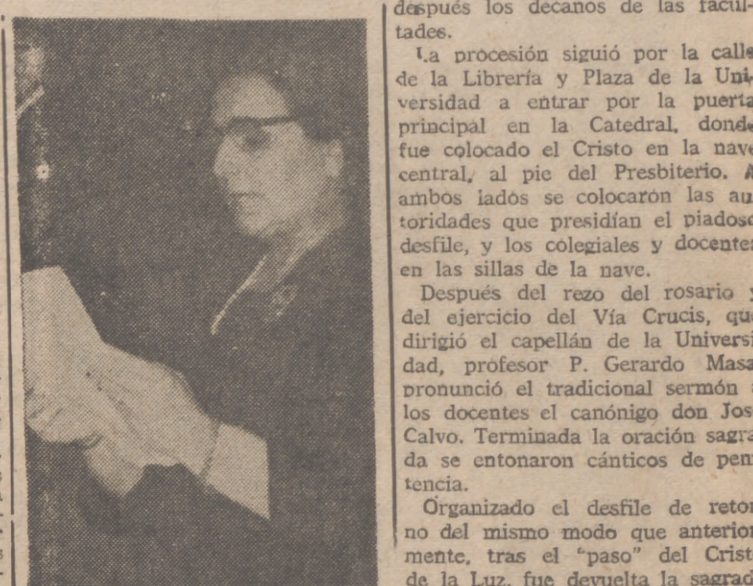 después los decanos de las facul-
tades.
La procesión siguió por la calle
de la Librería y Plaza de la Uni-
versidad a entrar por la puerta
principal en la Catedral, donde
fue colocado el Cristo en la nave
central, al pie del Presbiterio. A
ambos lados se colocaron las au
toridades que presidían el piadoso
desfile, y los colegiales y docentes
en las sillas de la nave.
Después del rezo del rosario y
del ejercicio del Vía Crucis, que
dirigió el capellán de la Universi
dad, profesor P. Gerardo Masa
pronunció el tradicional sermón
los docentes el canónigo don Jos
Calvo. Terminada la oración sagra
da se entonaron cánticos de peni
tencia.
Organizado el desfile de retor
no del mismo modo que anterior
mente, tras el "paso" del Crist
de la Luz, fue devuelta la sagrad